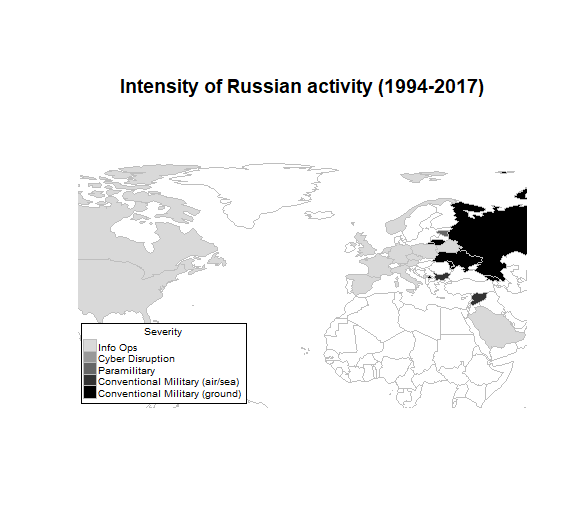 Intensity of Russian activity (1994-2017)
Severity
Info Ops
Cyber Disruption
Paramilitary
Conventional Military (air/sea)
Conventional Military (ground)